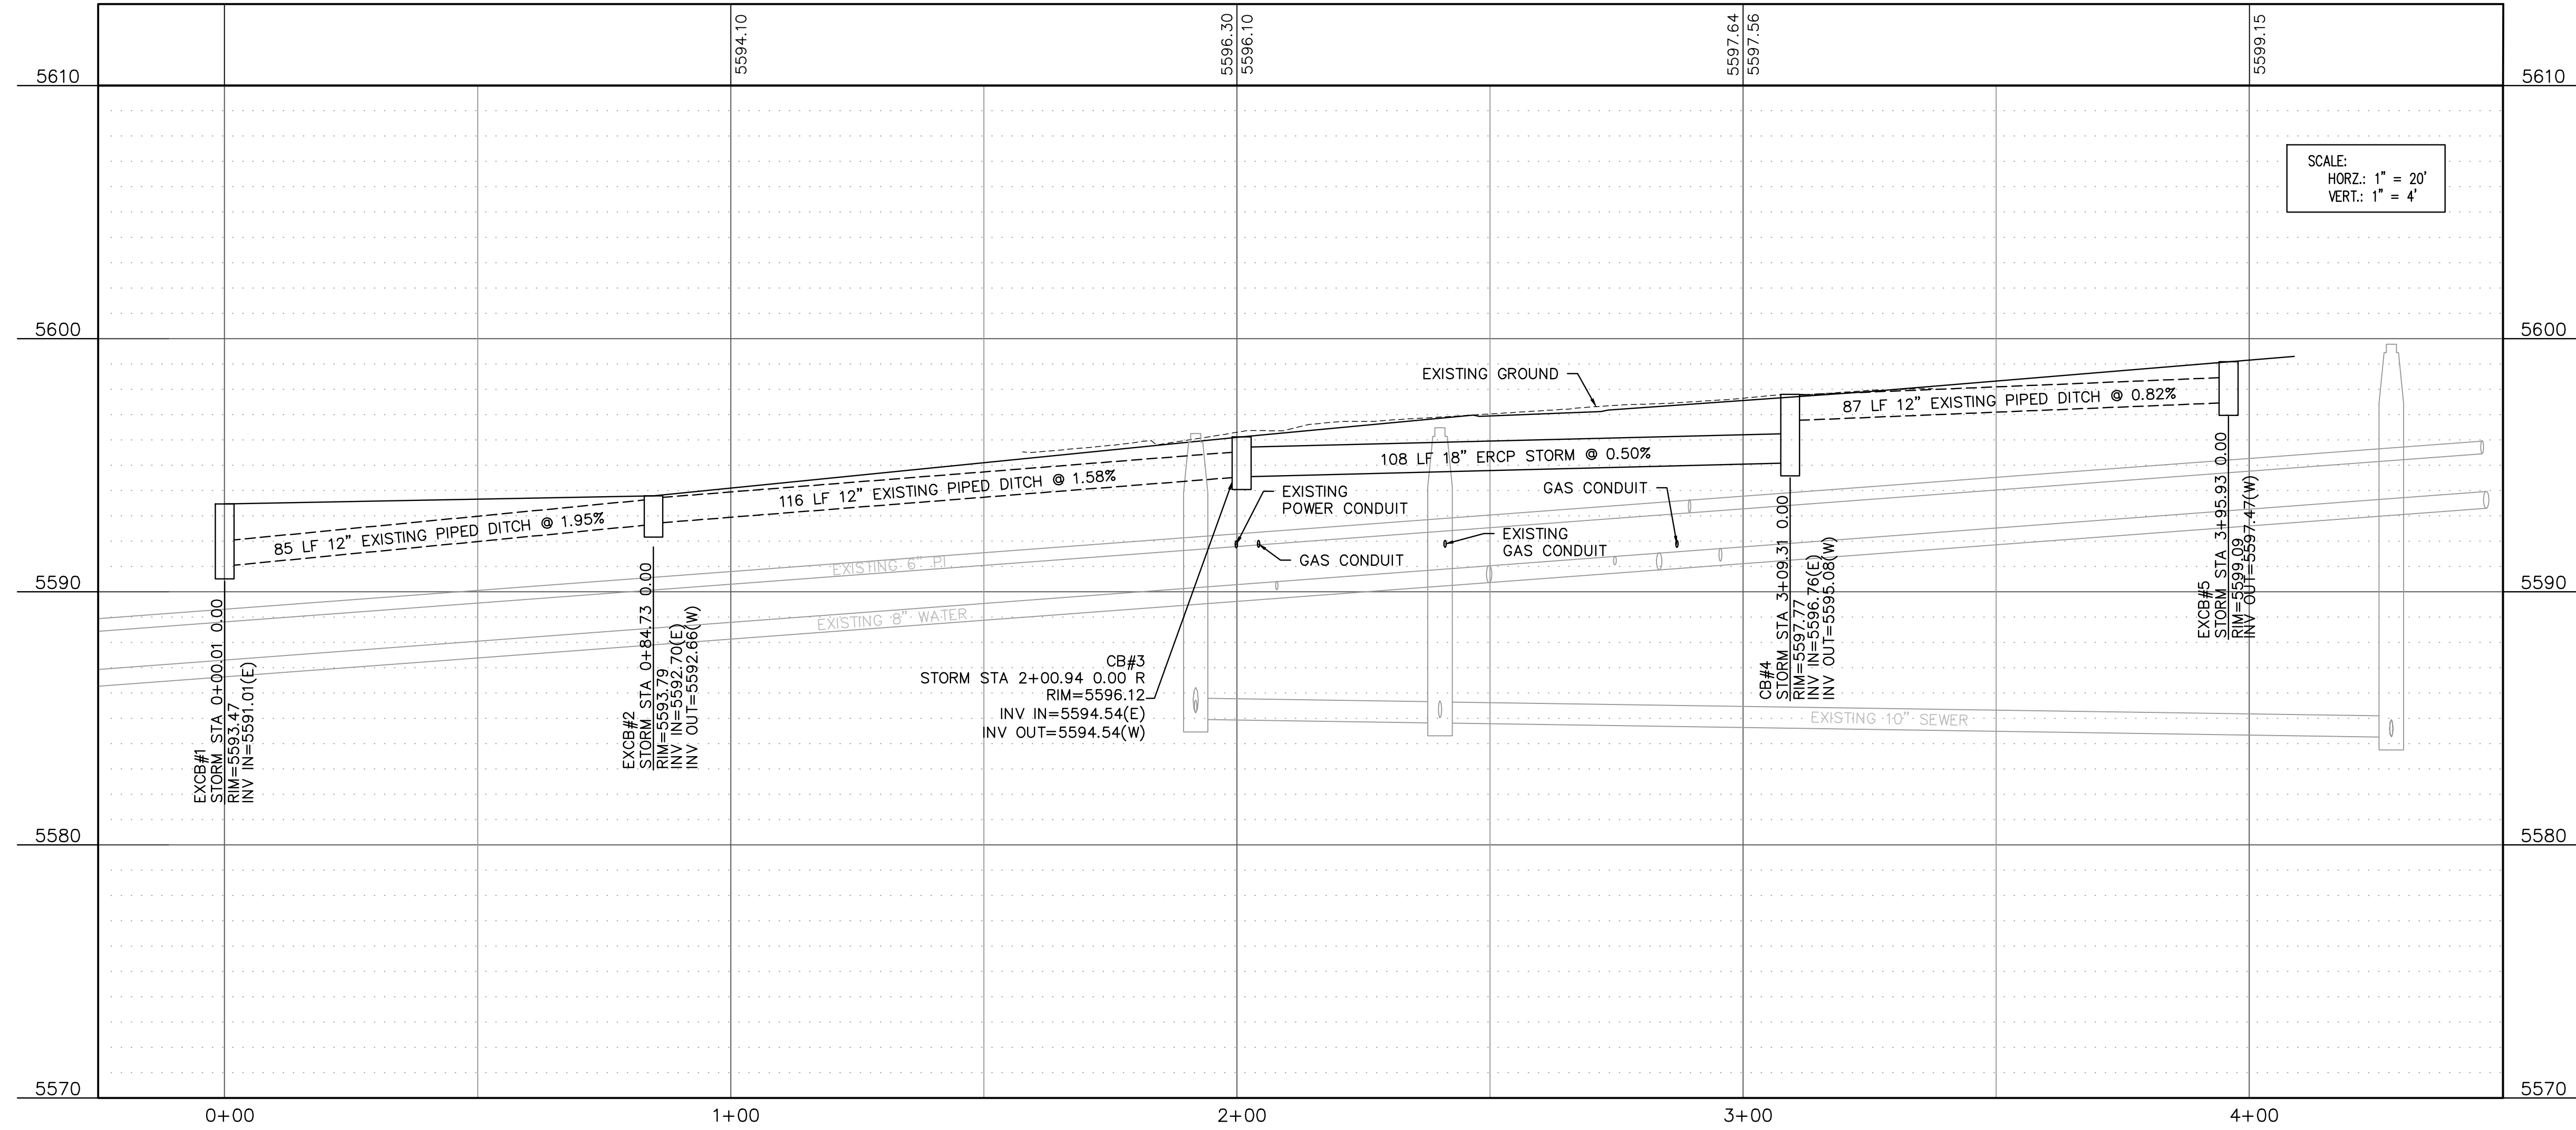 5594.10
5596.30
5596.10
5597.64
5597.56
5599.15
5610
5610
SCALE:
HORZ.: 1" = 20'
VERT.: 1" = 4'
5600
5600
EXISTING GROUND
85 LF 12" EXISTING PIPED DITCH @ 1.95%
116 LF 12" EXISTING PIPED DITCH @ 1.58%
108 LF 18" ERCP STORM @ 0.50%
87 LF 12" EXISTING PIPED DITCH @ 0.82%
EXISTING
POWER CONDUIT
GAS CONDUIT
GAS CONDUIT
EXISTING
GAS CONDUIT
EXISTING 6" PI
EXISTING 8" WATER
EXISTING 10" SEWER
5590
5590
EXCB#1
STORM STA 0+00.01 0.00
RIM=5593.47
INV IN=5591.01(E)
EXCB#2
STORM STA 0+84.73 0.00
RIM=5593.79
INV IN=5592.70(E)
INV OUT=5592.66(W)
CB#3
STORM STA 2+00.94 0.00 R
RIM=5596.12
INV IN=5594.54(E)
INV OUT=5594.54(W)
CB#4
STORM STA 3+09.31 0.00
RIM=5597.77
INV IN=5596.76(E)
INV OUT=5595.08(W)
EXCB#5
STORM STA 3+95.93 0.00
RIM=5599.09
INV OUT=5597.47(W)
5580
5580
5570
5570
0+00
1+00
2+00
3+00
4+00